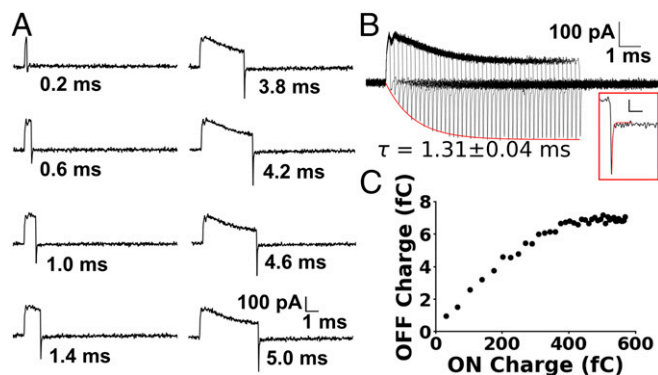 A
0.2 ms
3.8 ms
0.6 ms
4.2 ms
1.0 ms
4.6 ms
100 pA
1 ms
1.4 ms
5.0 ms
B
100 pA
1 ms
τ = 1.31±0.04 ms
C
OFF Charge (fC)
8
6
4
2
0
0 200 400 600
ON Charge (fC)